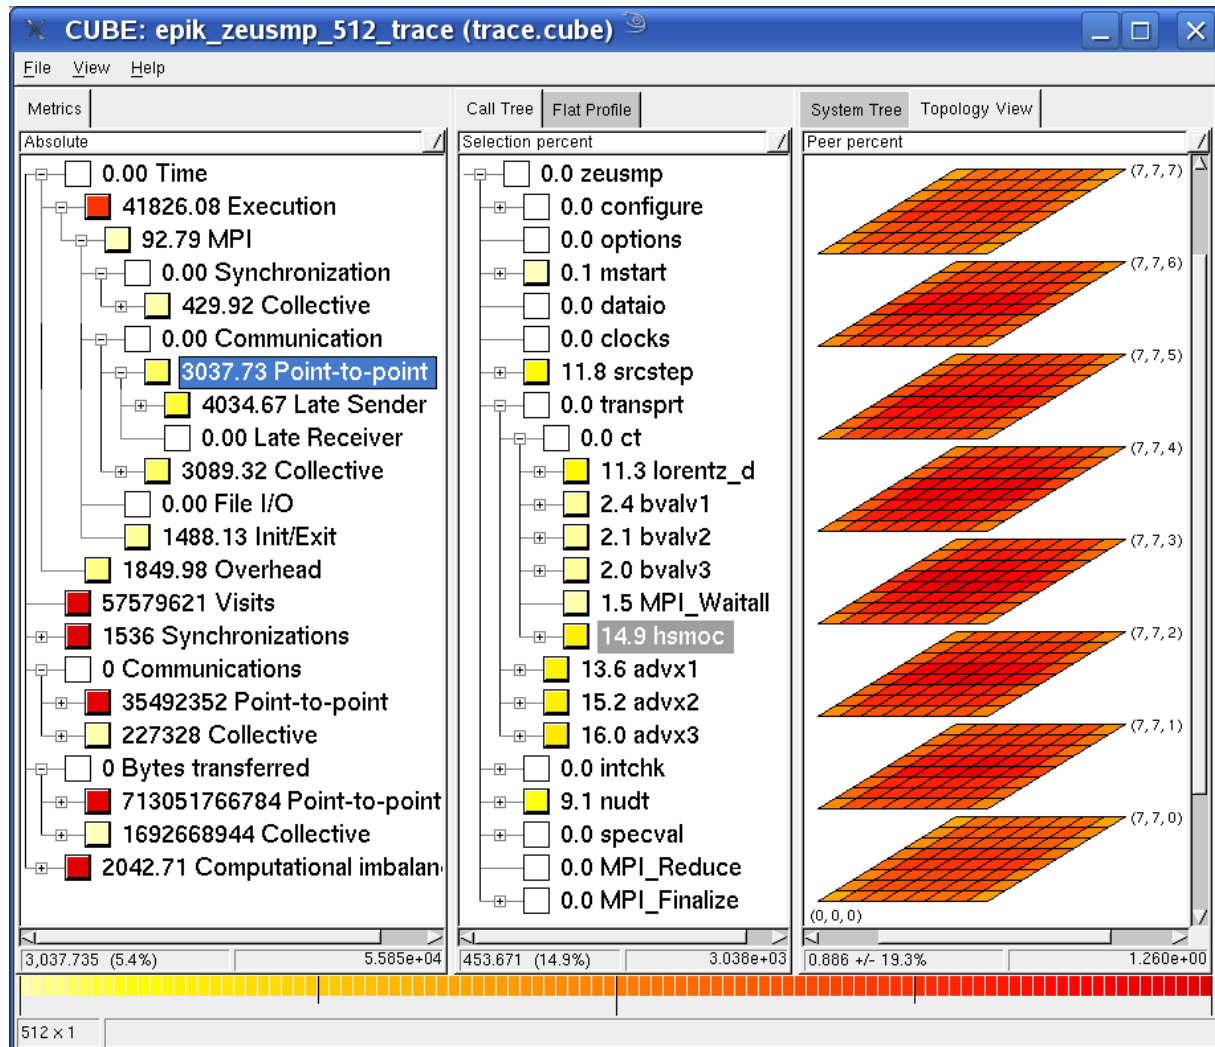 CUBE: epik_zeusmp_512_trace (trace.cube)
File View Help
Metrics
Absolute
0.00 Time
41826.08 Execution
92.79 MPI
0.00 Synchronization
429.92 Collective
0.00 Communication
3037.73 Point-to-point
4034.67 Late Sender
0.00 Late Receiver
3089.32 Collective
0.00 File I/O
1488.13 Init/Exit
1849.98 Overhead
57579621 Visits
1536 Synchronizations
0 Communications
35492352 Point-to-point
227328 Collective
0 Bytes transferred
713051766784 Point-to-point
1692668944 Collective
2042.71 Computational imbalan
3,037.735 (5.4%) 5.585e+04
Call Tree Flat Profile
Selection percent
0.0 zeusmp
0.0 configure
0.0 options
0.1 mstart
0.0 dataio
0.0 clocks
11.8 srcstep
0.0 transprt
0.0 ct
11.3 lorentz_d
2.4 bvalv1
2.1 bvalv2
2.0 bvalv3
1.5 MPI_Waitall
14.9 hsmoc
13.6 advx1
15.2 advx2
16.0 advx3
0.0 intchk
9.1 nudt
0.0 specval
0.0 MPI_Reduce
0.0 MPI_Finalize
453.671 (14.9%) 3.038e+03
System Tree Topology View
Peer percent
(7,7,7)
(7,7,6)
(7,7,5)
(7,7,4)
(7,7,3)
(7,7,2)
(7,7,1)
(7,7,0)
(0,0,0)
0.886 +/- 19.3% 1.260e+00
512 x 1